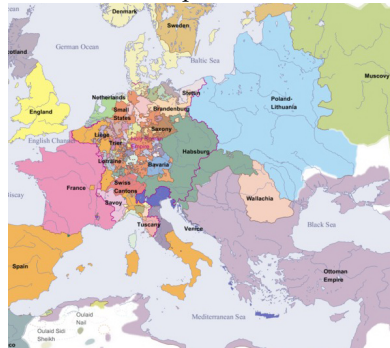 Denmark
Sweden
German Ocean
Baltic Sea
Muscovy
England
Netherlands
Stettin
Small
States
Brandenburg
Poland-
Lithuania
English Channel
Liege
Trier
Saxony
Lorraine
Bavaria
Habsburg
France
Swiss
Cantons
Savoy
Wallachia
Biscay
Tuscany
Venice
Black Sea
Spain
Ottoman
Empire
Mediterranean Sea
Oulaid Sidi
Sheikh
Oulaid
Nail